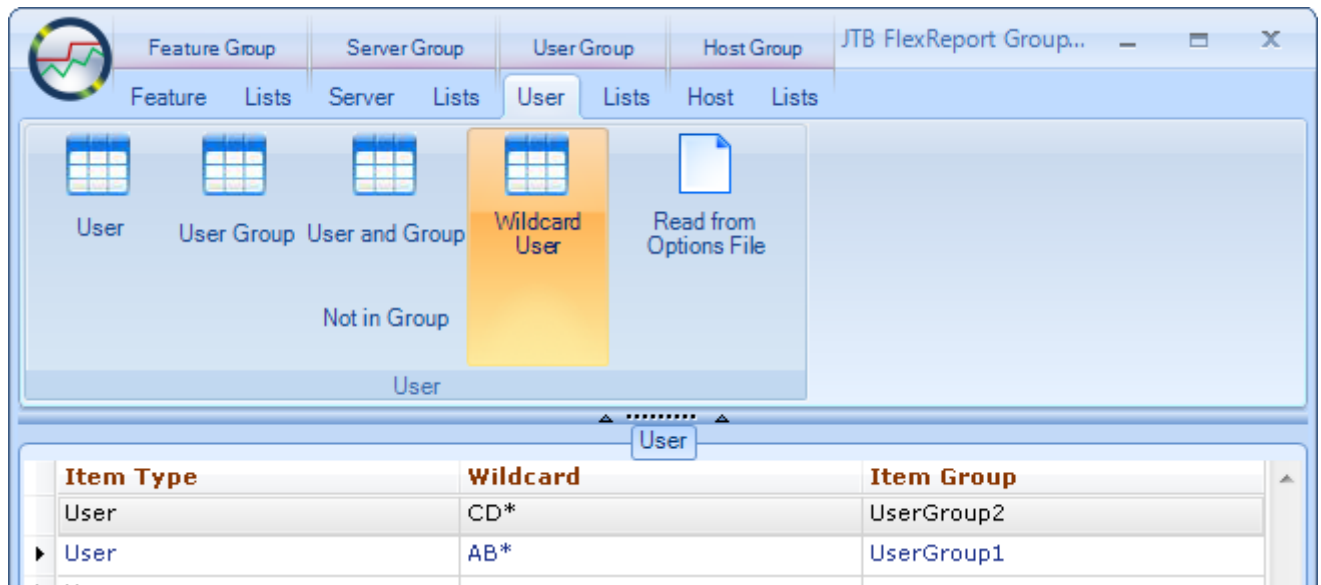 Feature Group Server Group User Group Host Group JTB FlexReport Group...
Feature Lists Server Lists User Lists Host Lists
User User Group User and Group Wildcard User Read from Options File
Not in Group
User
User
Item Type Wildcard Item Group
User CD* UserGroup2
User AB* UserGroup1